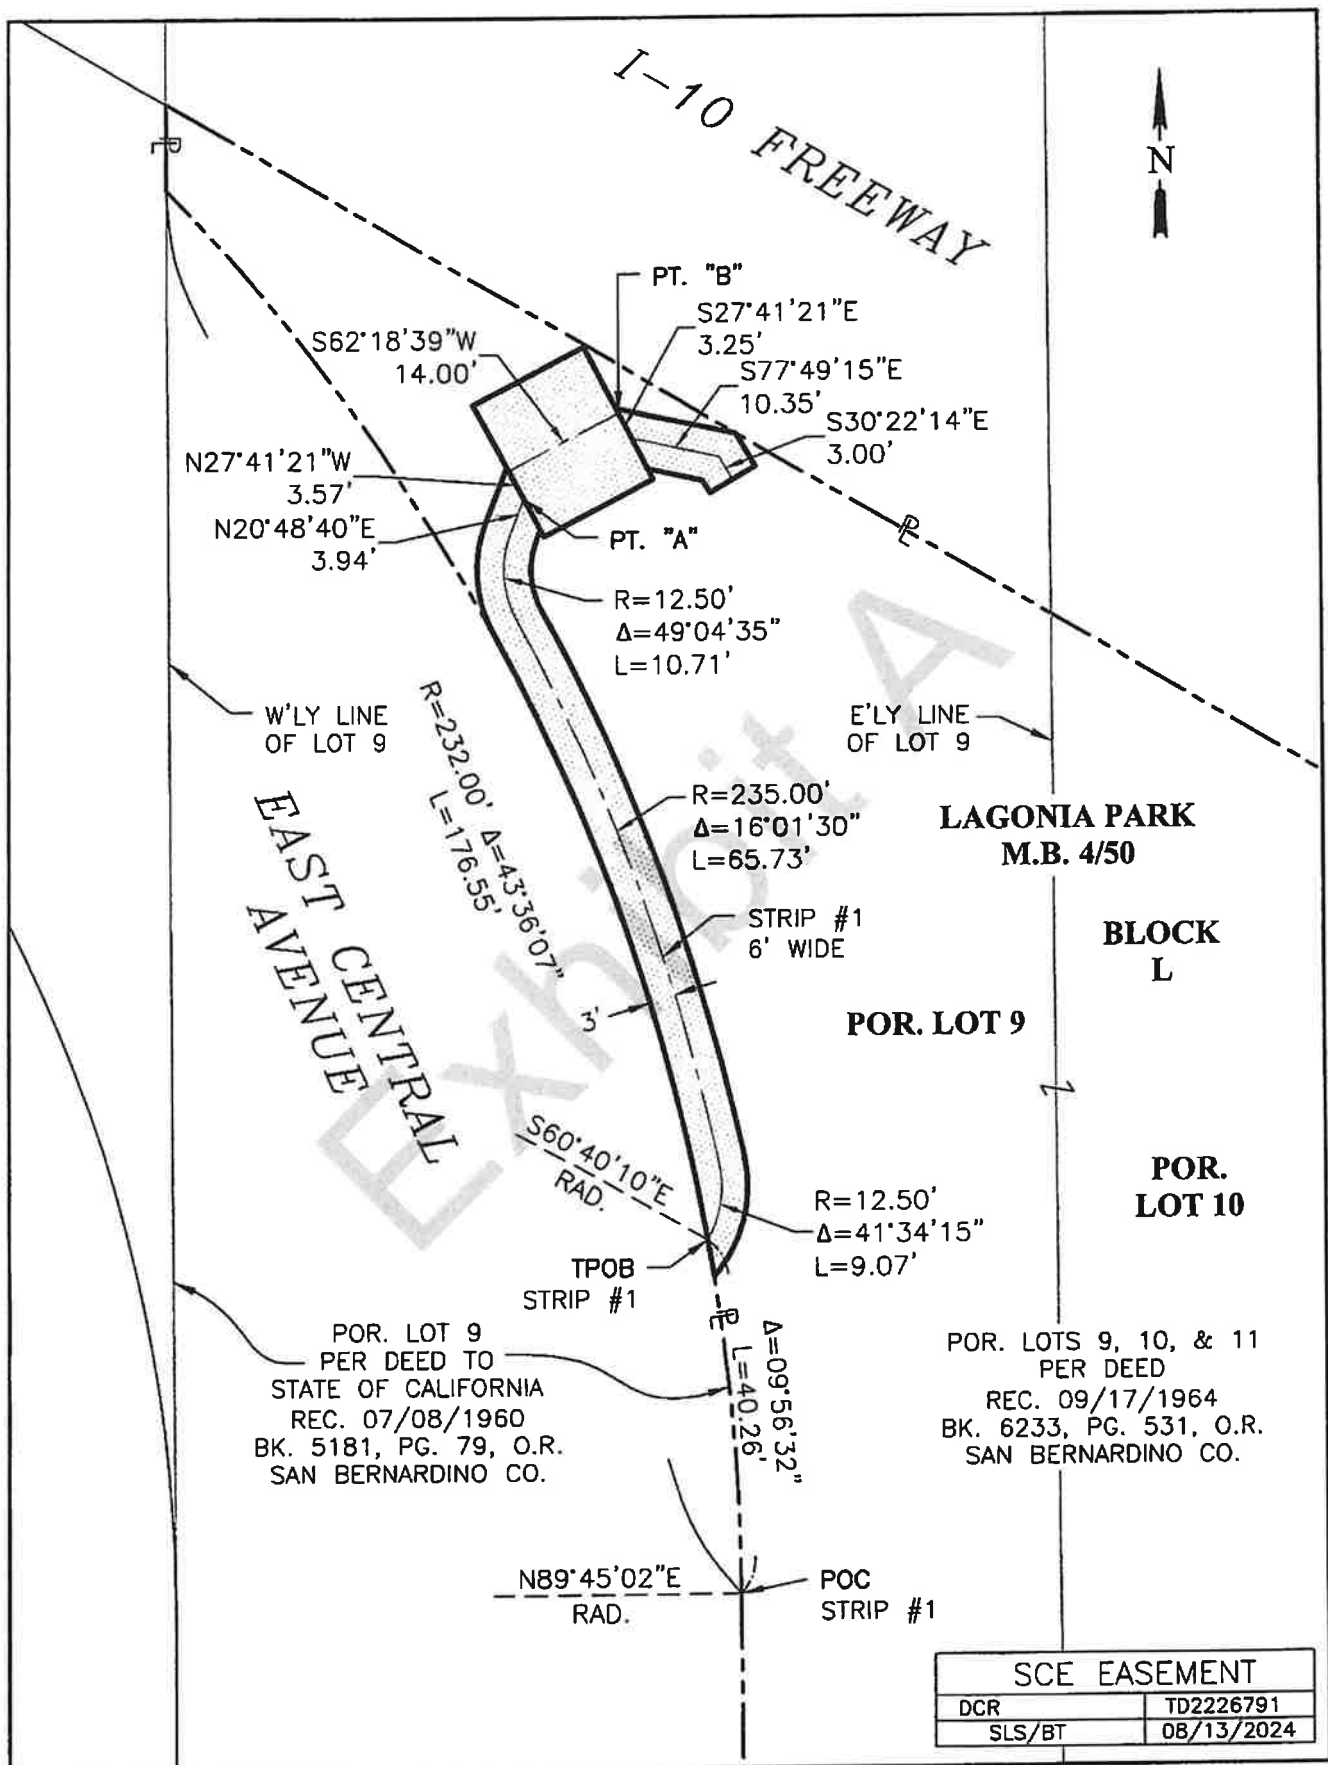 I-10 FREEWAY
N
PL
PT. "B"
S27°41'21"E
3.25'
S62°18'39"W
14.00'
S77°49'15"E
10.35'
S30°22'14"E
3.00'
N27°41'21"W
3.57'
N20°48'40"E
3.94'
PT. "A"
PL
R=12.50'
Δ=49°04'35"
L=10.71'
W'LY LINE
OF LOT 9
E'LY LINE
OF LOT 9
R=232.00' Δ=43°36'07"
L=176.55'
R=235.00'
Δ=16°01'30"
L=65.73'
LAGONIA PARK
M.B. 4/50
EAST CENTRAL
AVENUE
STRIP #1
6' WIDE
BLOCK
L
3'
POR. LOT 9
Exhibit A
S60°40'10"E
RAD.
POR.
LOT 10
R=12.50'
Δ=41°34'15"
L=9.07'
TPOB
STRIP #1
PL
Δ=09°56'32"
L=40.26'
POR. LOT 9
PER DEED TO
STATE OF CALIFORNIA
REC. 07/08/1960
BK. 5181, PG. 79, O.R.
SAN BERNARDINO CO.
POR. LOTS 9, 10, & 11
PER DEED
REC. 09/17/1964
BK. 6233, PG. 531, O.R.
SAN BERNARDINO CO.
N89°45'02"E
RAD.
POC
STRIP #1
SCE EASEMENT
DCR TD2226791
SLS/BT 08/13/2024